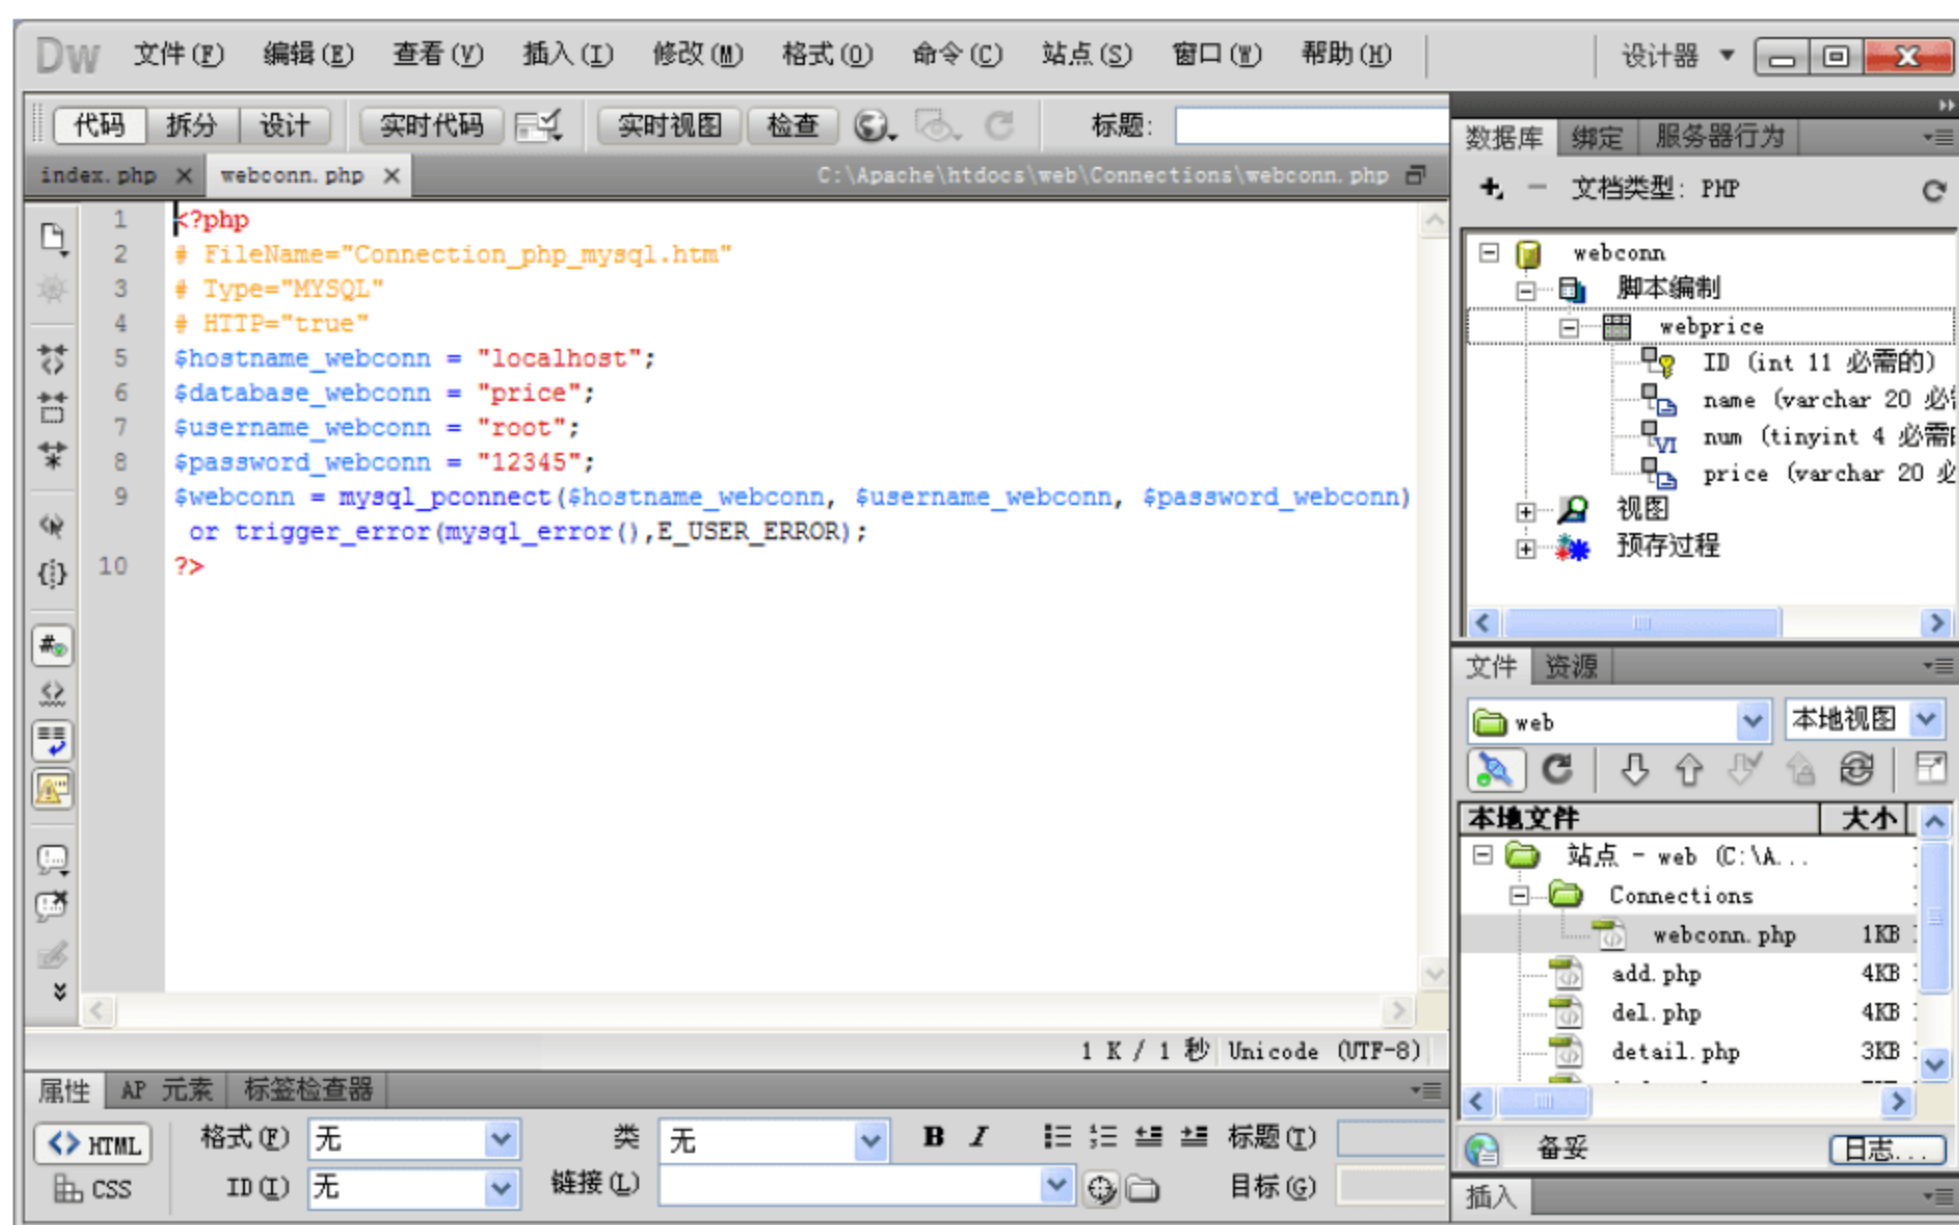 Dw 文件(F) 编辑(E) 查看(V) 插入(I) 修改(M) 格式(O) 命令(C) 站点(S) 窗口(W) 帮助(H) 设计器
代码 拆分 设计 实时代码 实时视图 检查 标题:
index.php webconn.php C:\Apache\htdocs\web\Connections\webconn.php
1 <?php
2 # FileName="Connection_php_mysql.htm"
3 # Type="MYSQL"
4 # HTTP="true"
5 $hostname_webconn = "localhost";
6 $database_webconn = "price";
7 $username_webconn = "root";
8 $password_webconn = "12345";
9 $webconn = mysql_pconnect($hostname_webconn, $username_webconn, $password_webconn)
or trigger_error(mysql_error(),E_USER_ERROR);
10 ?>
1 K / 1 秒 Unicode (UTF-8)
属性 AP 元素 标签检查器
HTML 格式(F) 无 类 无 B I 标题(T)
CSS ID(I) 无 链接(L) 目标(G)
数据库 绑定 服务器行为
文档类型: PHP
webconn
脚本编制
webprice
ID (int 11 必需的)
name (varchar 20 必
num (tinyint 4 必需
price (varchar 20 必
视图
预存过程
文件 资源
web 本地视图
本地文件 大小
站点 - web (C:\A...
Connections
webconn.php 1KB
add.php 4KB
del.php 4KB
detail.php 3KB
备妥 日志...
插入